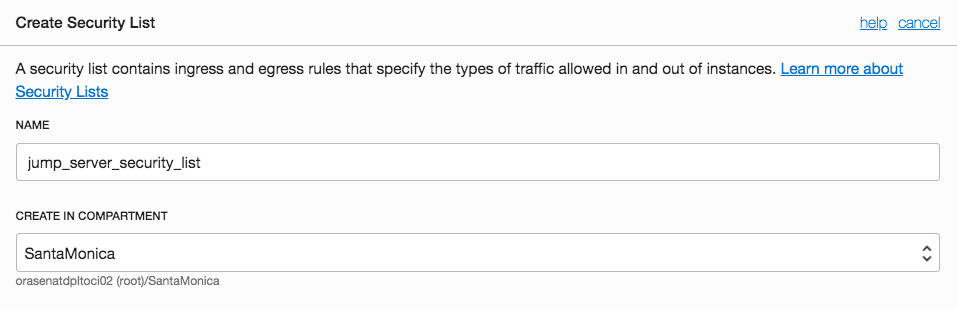 Create Security List help cancel
A security list contains ingress and egress rules that specify the types of traffic allowed in and out of instances. Learn more about
Security Lists
NAME
jump_server_security_list
CREATE IN COMPARTMENT
SantaMonica
orasenatdpltoci02 (root)/SantaMonica